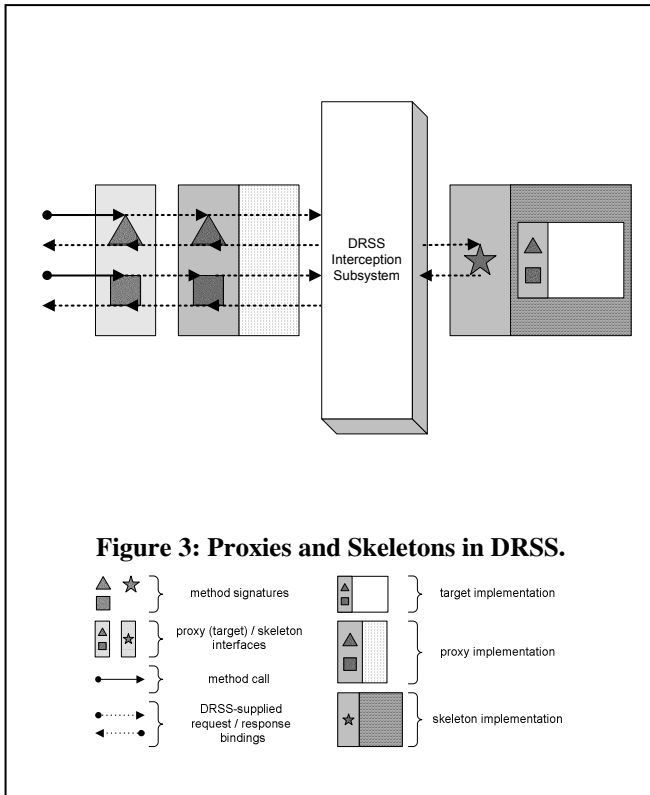 DRSS
Interception
Subsystem
Figure 3: Proxies and Skeletons in DRSS.
method signatures
target implementation
proxy (target) / skeleton
interfaces
proxy implementation
method call
DRSS-supplied
request / response
bindings
skeleton implementation